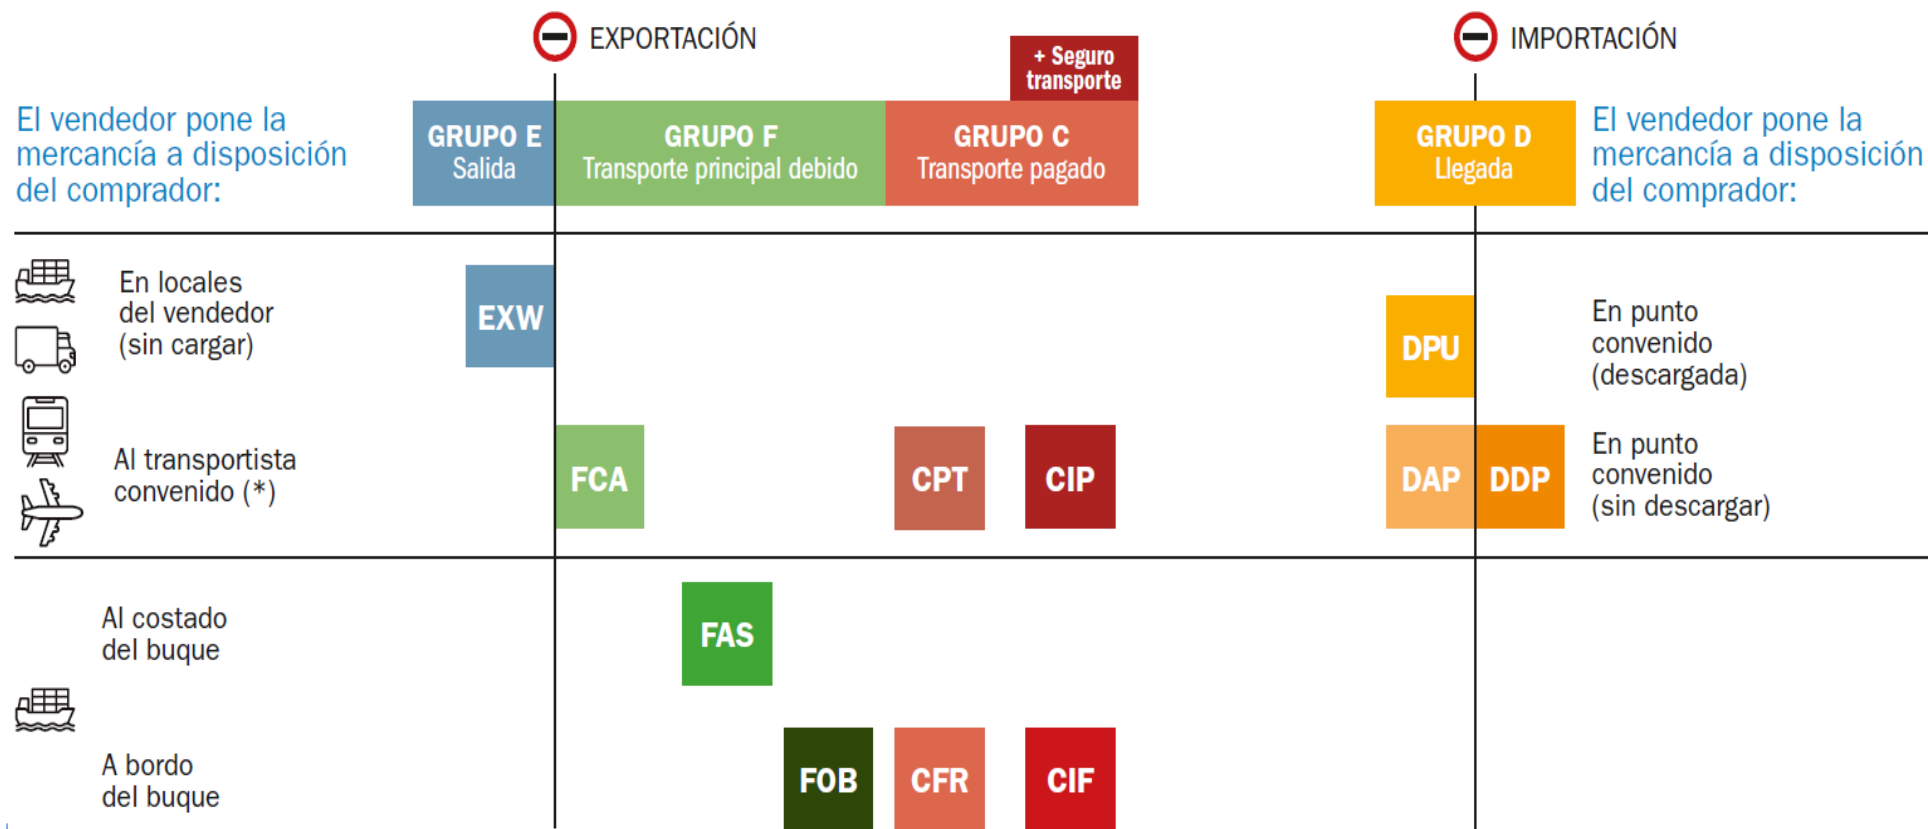 EXPORTACIÓN
IMPORTACIÓN
+ Seguro
transporte
El vendedor pone la
mercancía a disposición
del comprador:
GRUPO E
Salida
GRUPO F
Transporte principal debido
GRUPO C
Transporte pagado
GRUPO D
Llegada
El vendedor pone la
mercancía a disposición
del comprador:
En locales
del vendedor
(sin cargar)
EXW
DPU
En punto
convenido
(descargada)
Al transportista
convenido (*)
FCA
CPT
CIP
DAP
DDP
En punto
convenido
(sin descargar)
Al costado
del buque
FAS
A bordo
del buque
FOB
CFR
CIF